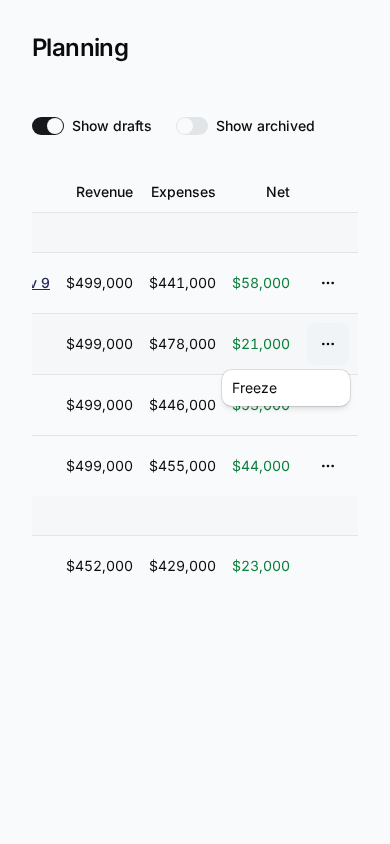 Planning
Show drafts Show archived
Revenue Expenses Net
v 9 $499,000 $441,000 $58,000
$499,000 $478,000 $21,000
Freeze
$499,000 $446,000
$499,000 $455,000 $44,000
$452,000 $429,000 $23,000